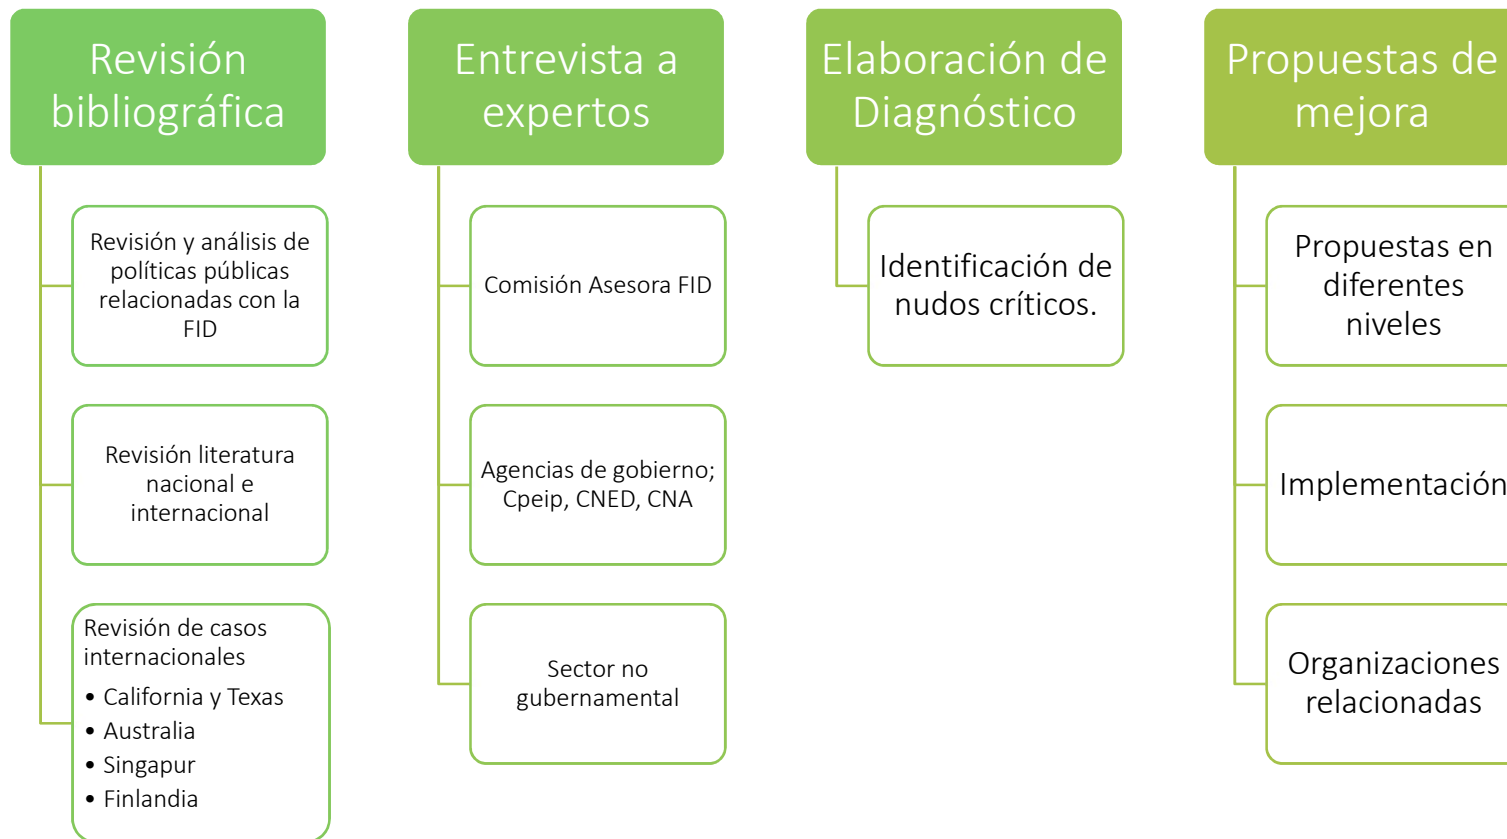 Revisión
bibliográfica
Revisión y análisis de
políticas públicas
relacionadas con la
FID
Revisión literatura
nacional e
internacional
Revisión de casos
internacionales
• California y Texas
• Australia
• Singapur
• Finlandia
Entrevista a
expertos
Comisión Asesora FID
Agencias de gobierno;
Cpeip, CNED, CNA
Sector no
gubernamental
Elaboración de
Diagnóstico
Identificación de
nudos críticos.
Propuestas de
mejora
Propuestas en
diferentes
niveles
Implementación
Organizaciones
relacionadas